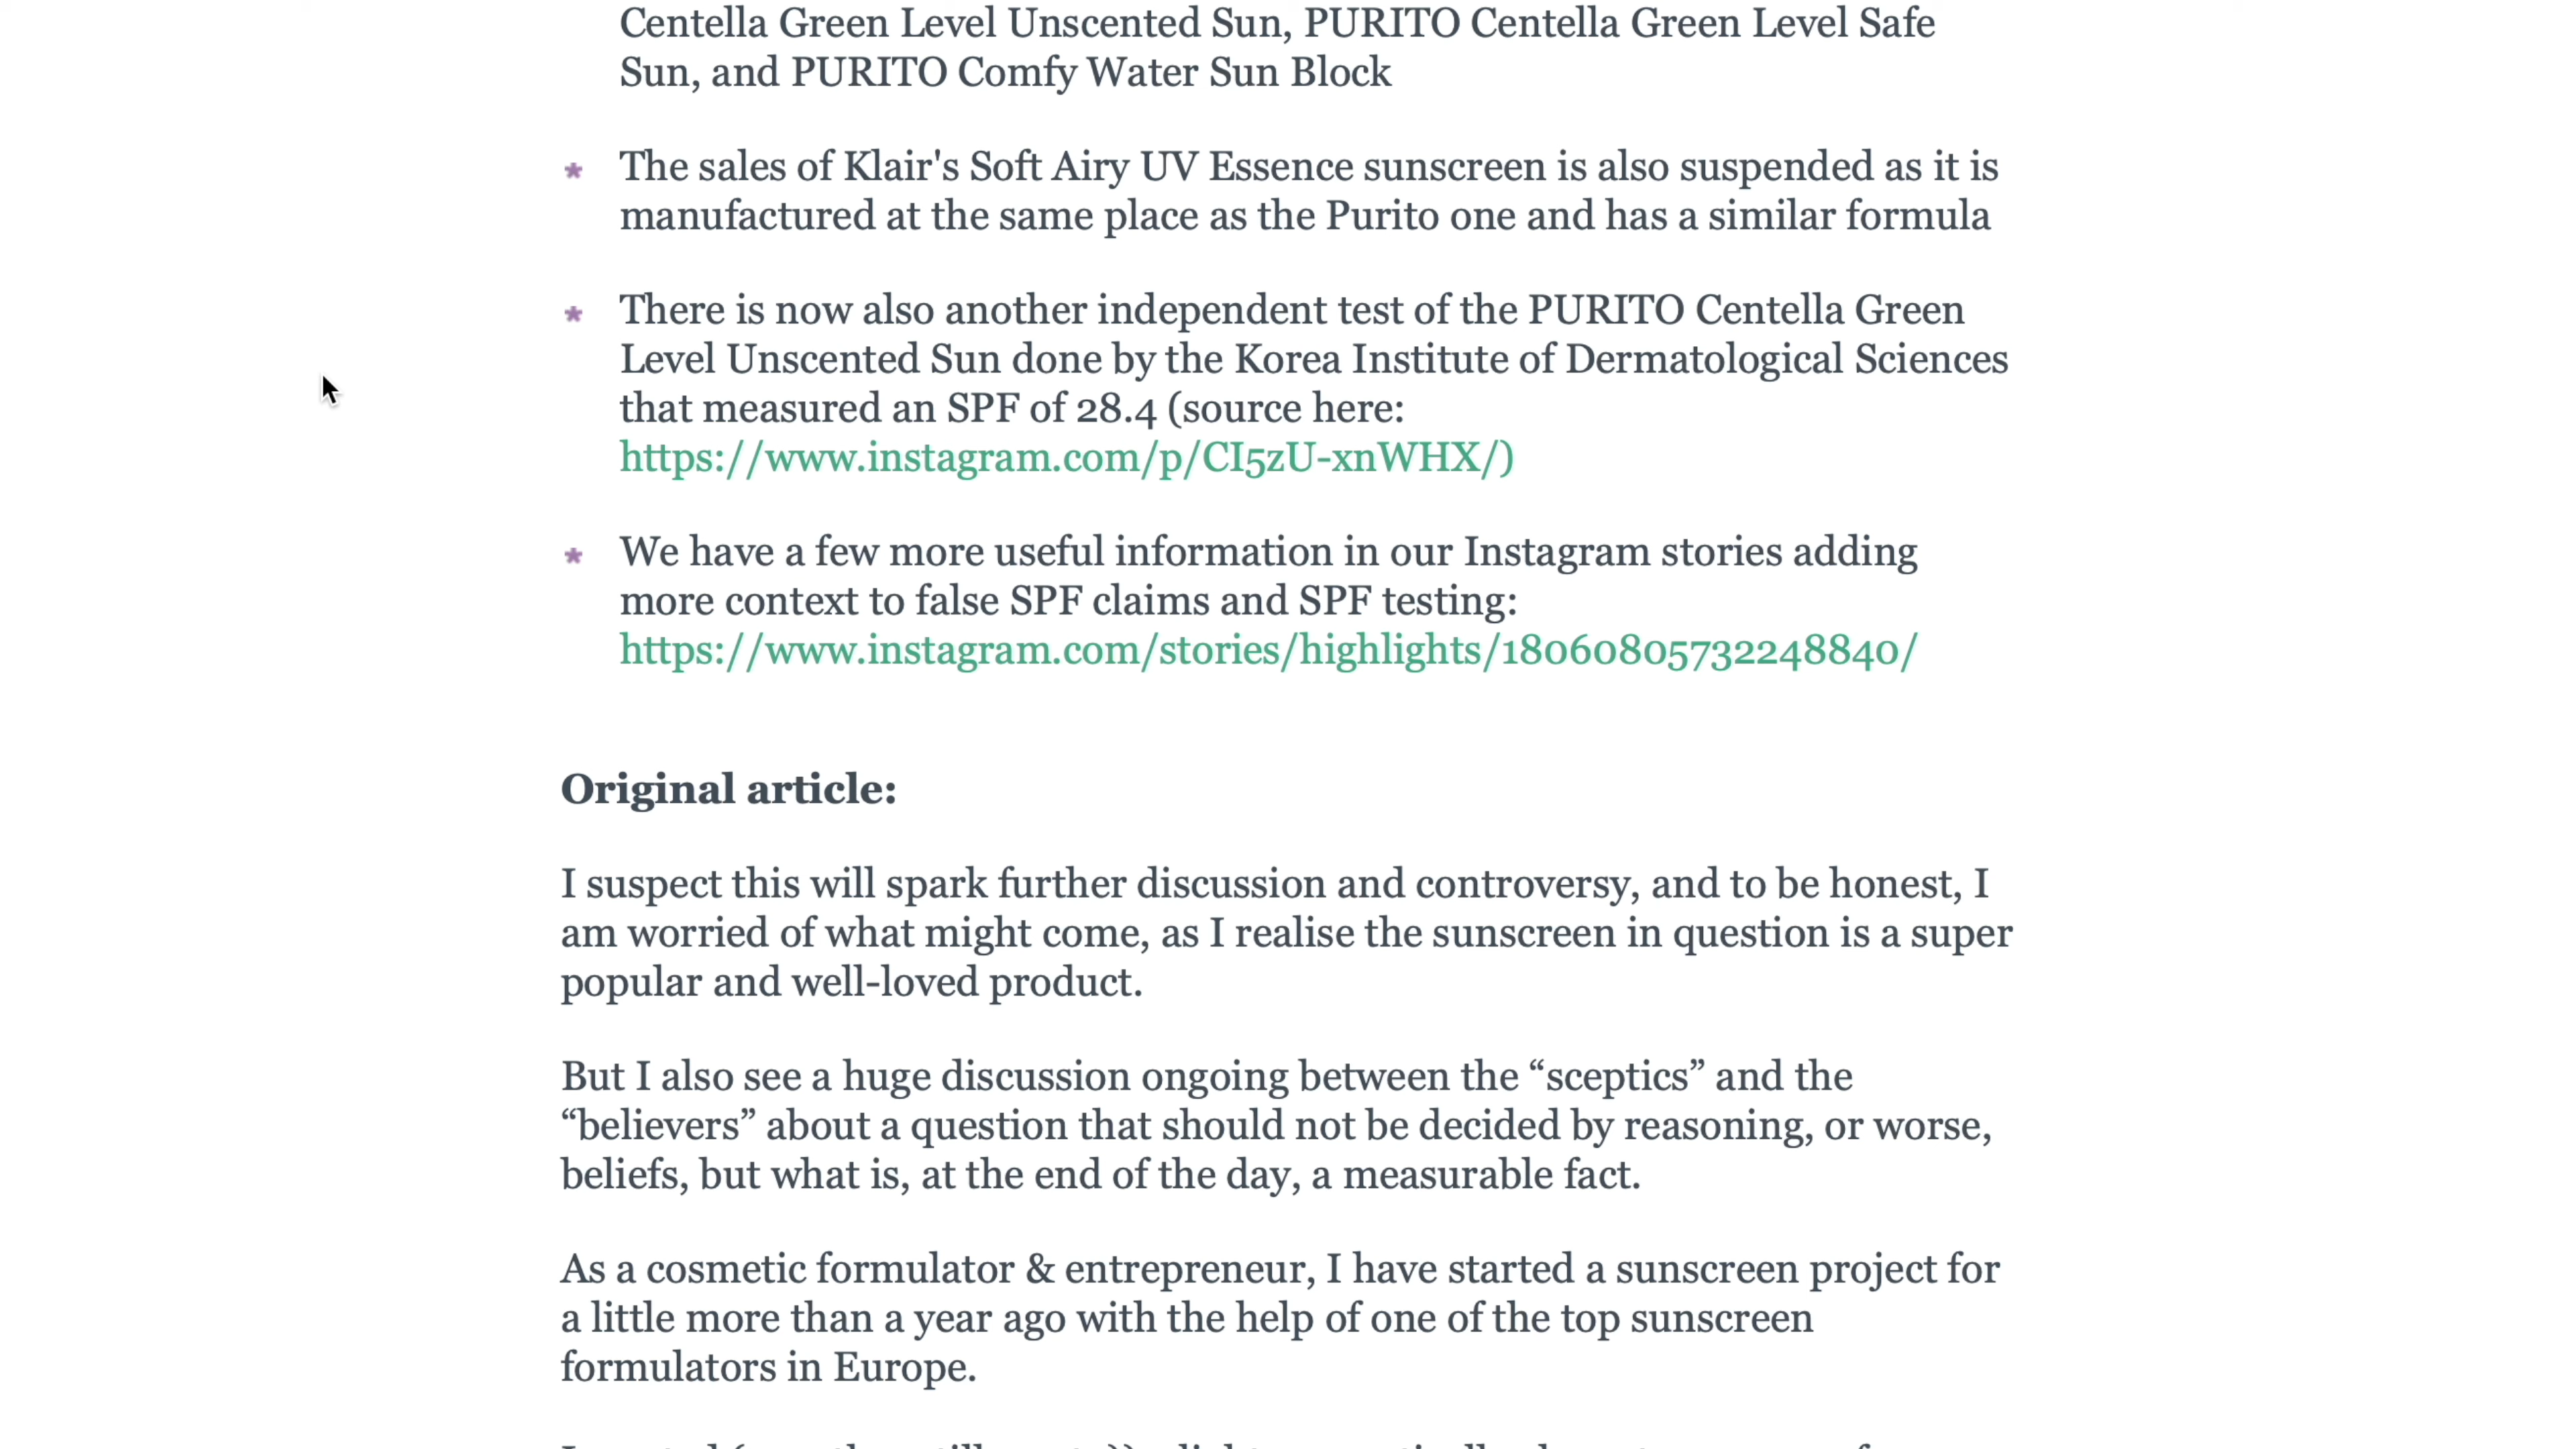 Centella Green Level Unscented Sun, PURITO Centella Green Level Safe
Sun, and PURITO Comfy Water Sun Block
* The sales of Klair's Soft Airy UV Essence sunscreen is also suspended as it is
manufactured at the same place as the Purito one and has a similar formula
* There is now also another independent test of the PURITO Centella Green
Level Unscented Sun done by the Korea Institute of Dermatological Sciences
that measured an SPF of 28.4 (source here:
https://www.instagram.com/p/CI5zU-xnWHX/)
* We have a few more useful information in our Instagram stories adding
more context to false SPF claims and SPF testing:
https://www.instagram.com/stories/highlights/18060805732248840/
Original article:
I suspect this will spark further discussion and controversy, and to be honest, I
am worried of what might come, as I realise the sunscreen in question is a super
popular and well-loved product.
But I also see a huge discussion ongoing between the “sceptics” and the
“believers” about a question that should not be decided by reasoning, or worse,
beliefs, but what is, at the end of the day, a measurable fact.
As a cosmetic formulator & entrepreneur, I have started a sunscreen project for
a little more than a year ago with the help of one of the top sunscreen
formulators in Europe.